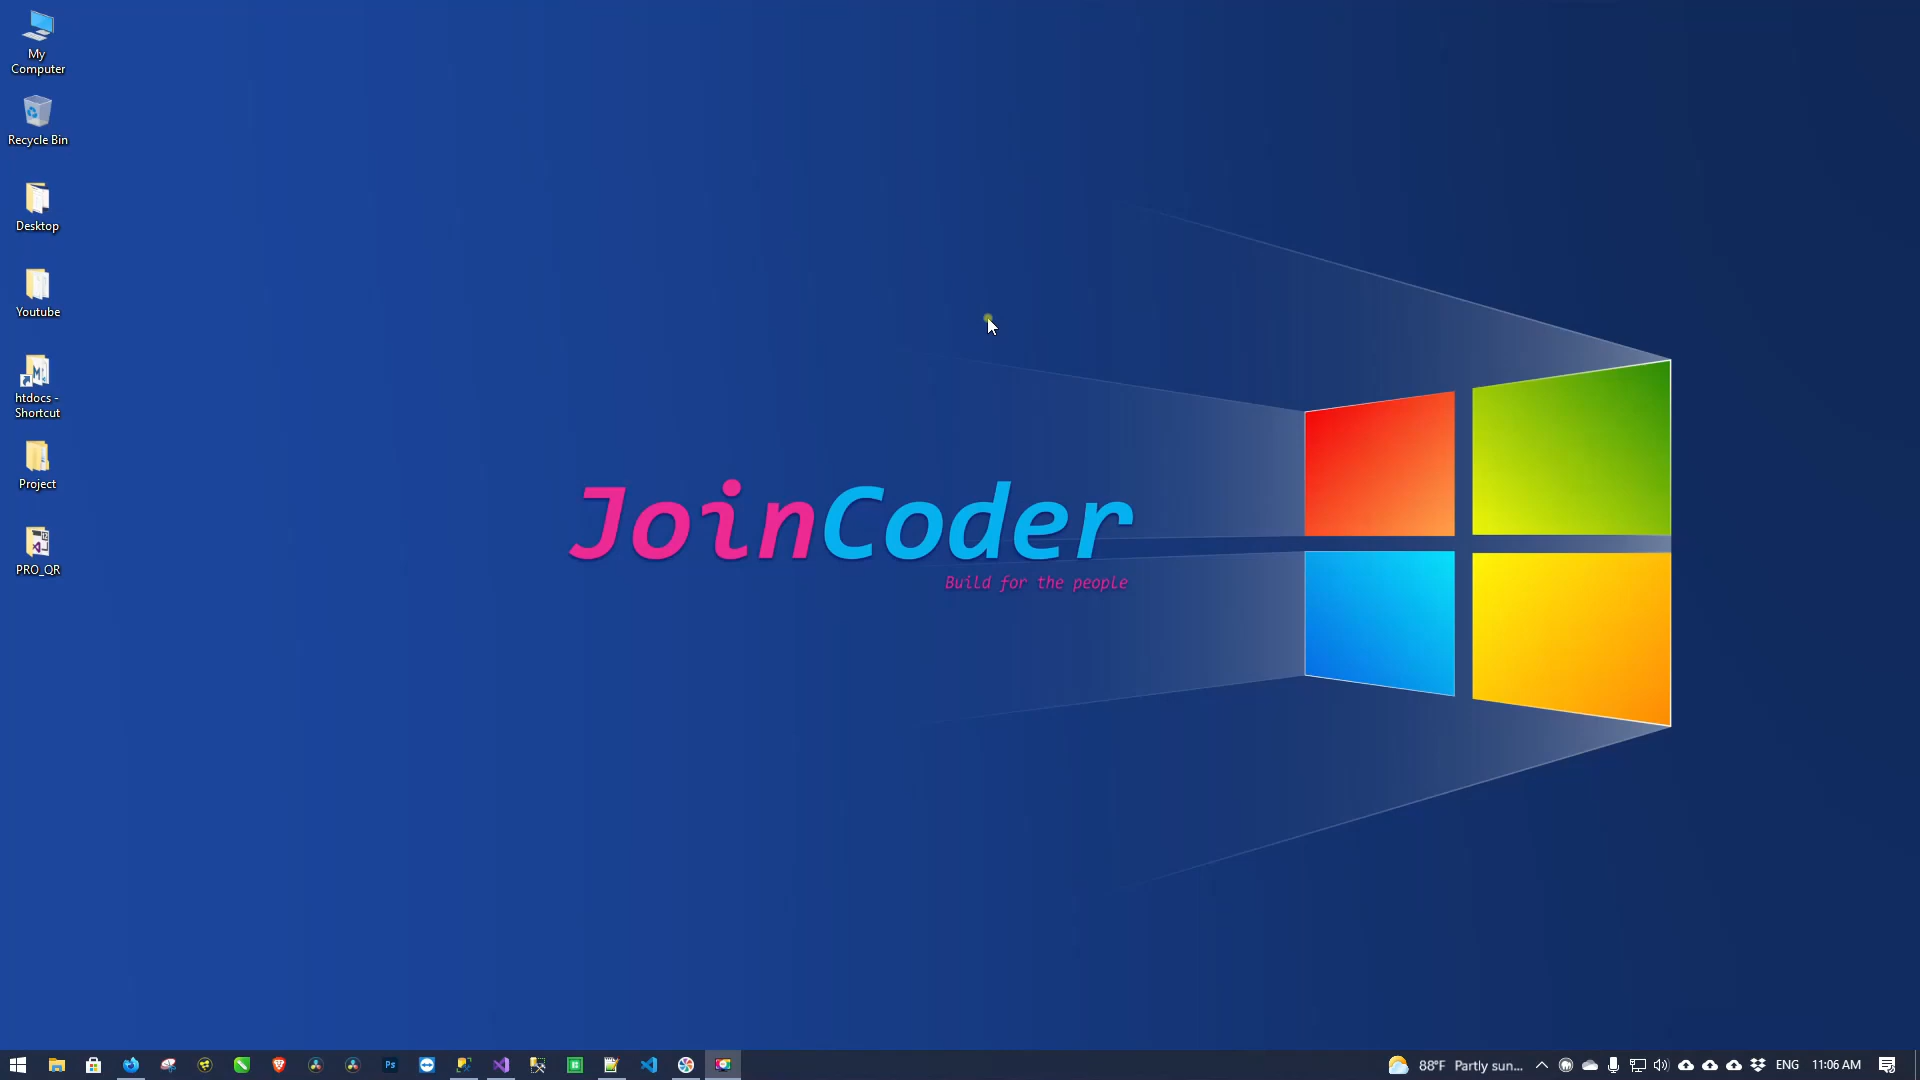 My
Computer
Recycle Bin
Desktop
Youtube
htdocs -
Shortcut
Project
PRO_QR
JoinCoder
Build for the people
Ps
88°F Partly sun...
ENG
11:06 AM